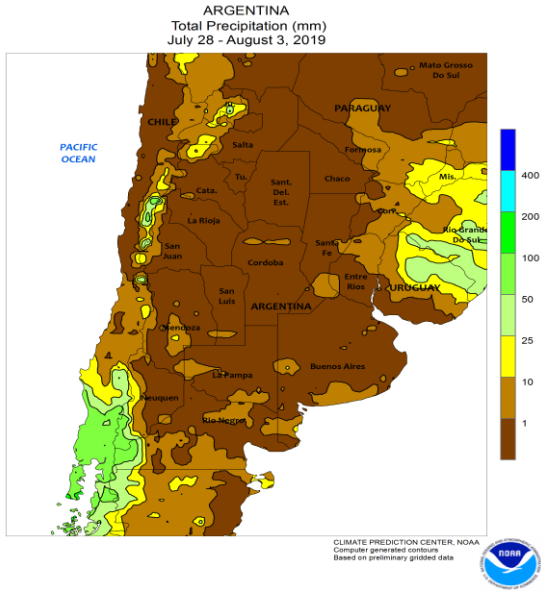 ARGENTINA
Total Precipitation (mm)
July 28 - August 3, 2019
Mato Grosso
Do Sul
PARAGUAY
CHILE
PACIFIC
OCEAN
Salta
Formosa
Tu.
Chaco
Mis.
Cata.
Sant.
Del.
Est.
Corr.
La Rioja
Rio Grande
Do Sul
San
Juan
Santa
Fe
Cordoba
Entre
Rios
URUGUAY
San
Luis
ARGENTINA
Mendoza
La Pampa
Buenos Aires
Neuquen
Rio Negro
400
200
100
50
25
10
1
CLIMATE PREDICTION CENTER, NOAA
Computer generated contours
Based on preliminary gridded data
NOAA